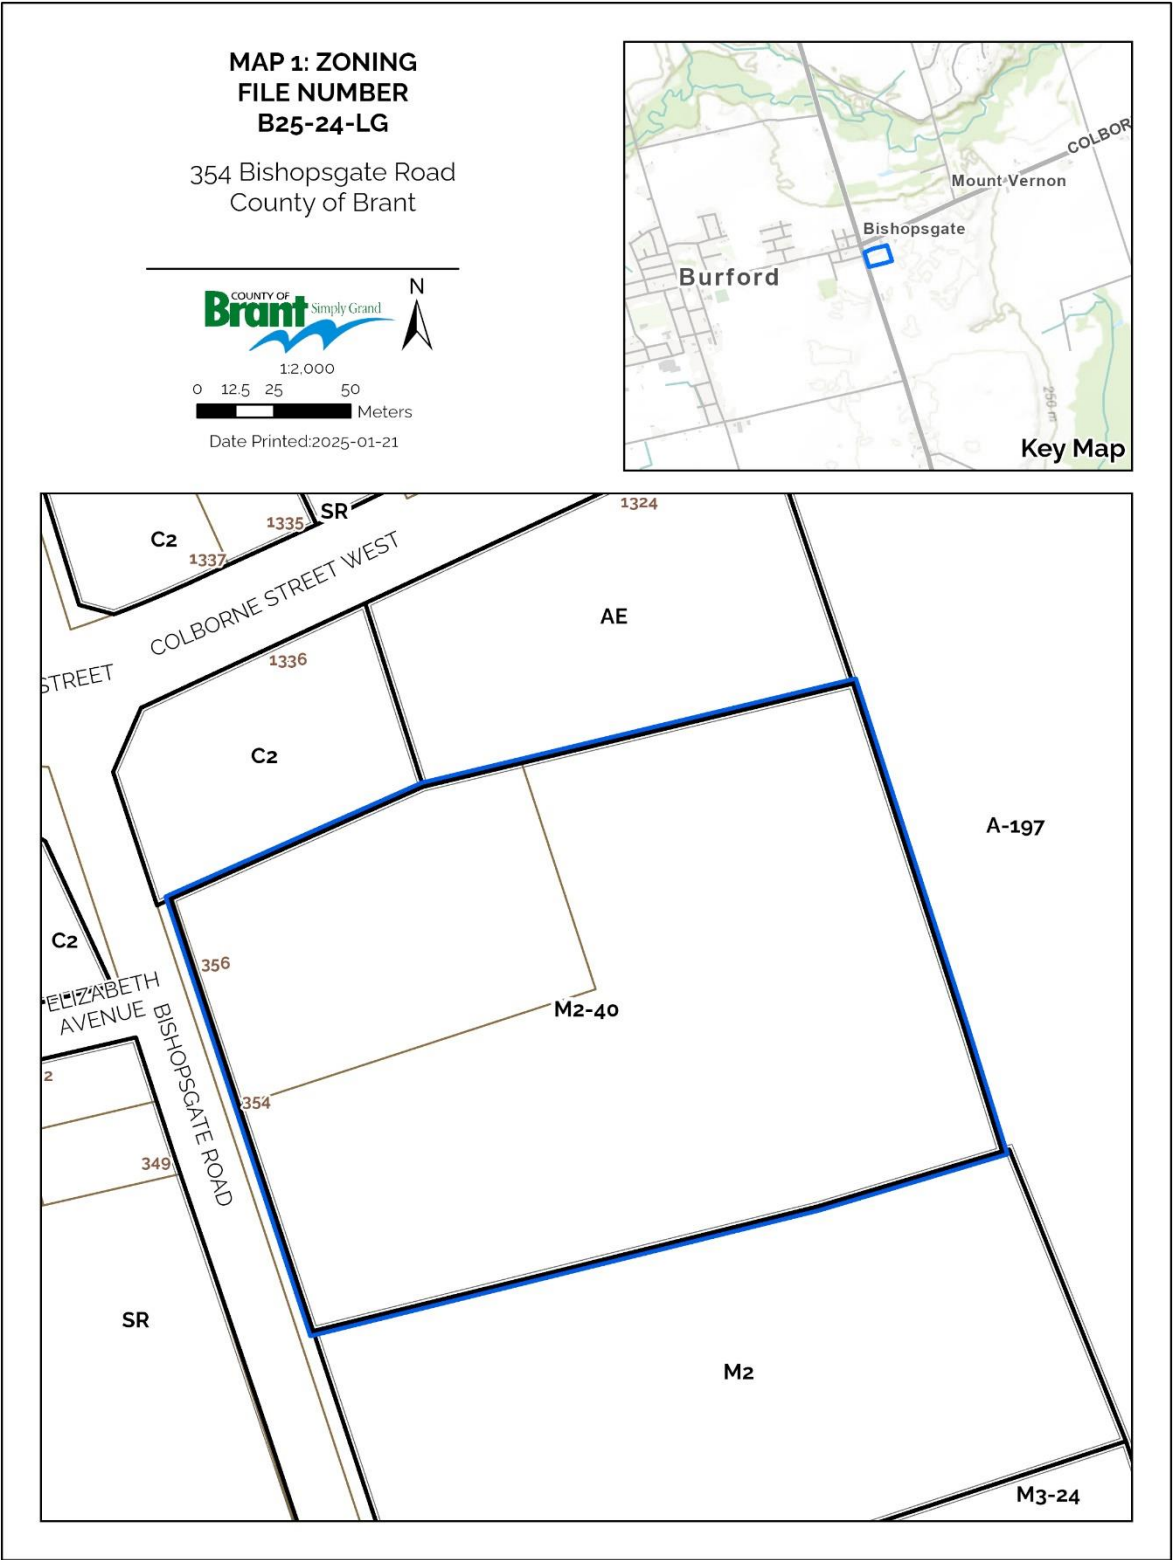 MAP 1: ZONING
FILE NUMBER
B25-24-LG
354 Bishopsgate Road
County of Brant
COUNTY OF
Brant Simply Grand
N
1:2,000
0 12.5 25 50
Meters
Date Printed:2025-01-21
COLBOR
Mount Vernon
Bishopsgate
Burford
250 m
Key Map
1324
SR
1335
C2
1337
COLBORNE STREET WEST
AE
1336
STREET
C2
A-197
C2
356
ELIZABETH
AVENUE
M2-40
BISHOPSGATE ROAD
2
354
349
SR
M2
M3-24